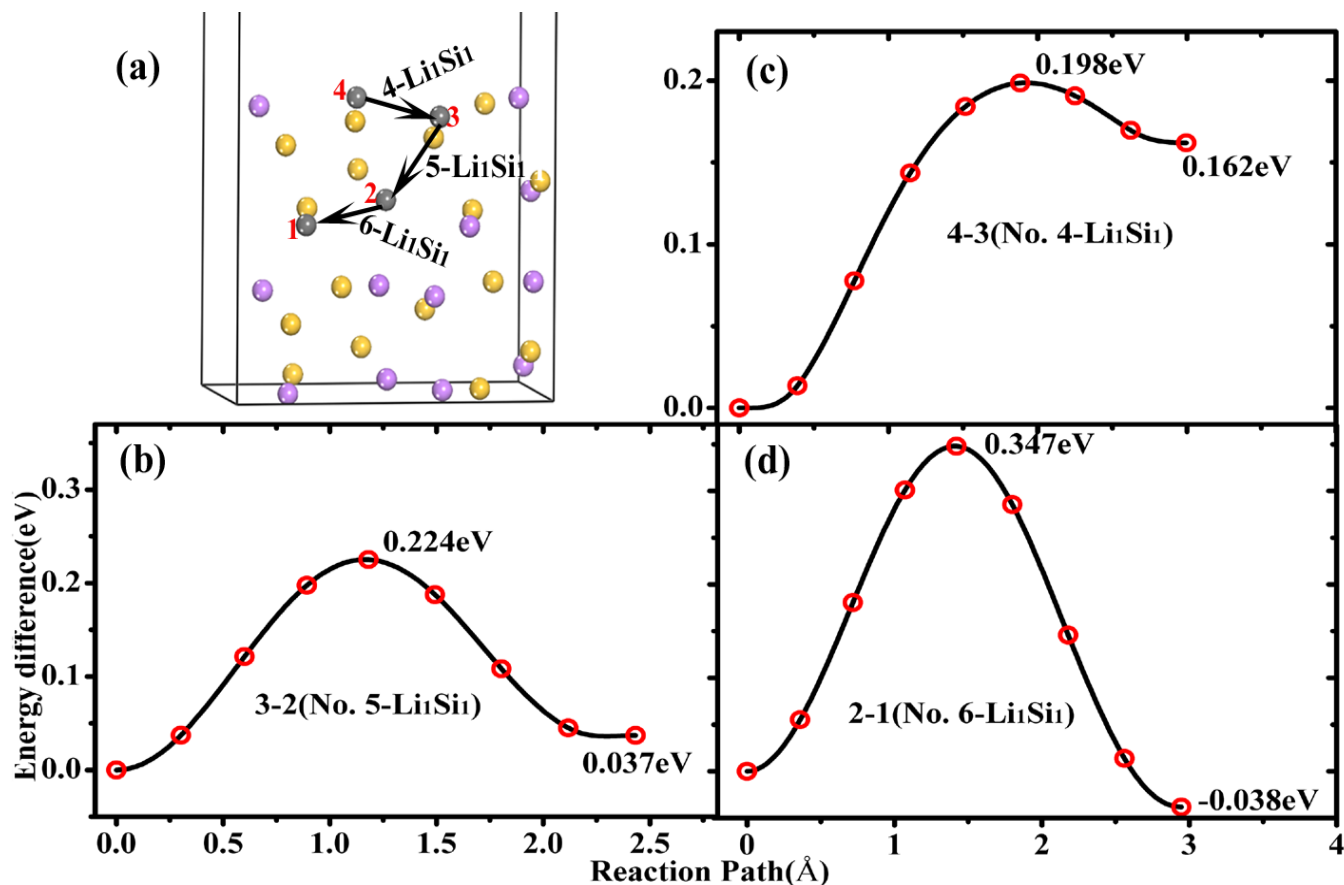 (a)
4
4-Li₁Si₁
3
5-Li₁Si₁
2
6-Li₁Si₁
1
(c)
0.198eV
0.2
0.162eV
0.1
4-3(No. 4-Li₁Si₁)
0.0
(b)
0.3
0.224eV
0.2
0.1
3-2(No. 5-Li₁Si₁)
0.037eV
0.0
Energy difference(eV)
0.0 0.5 1.0 1.5 2.0 2.5
(d)
0.347eV
2-1(No. 6-Li₁Si₁)
-0.038eV
0 1 2 3 4
Reaction Path(Å)